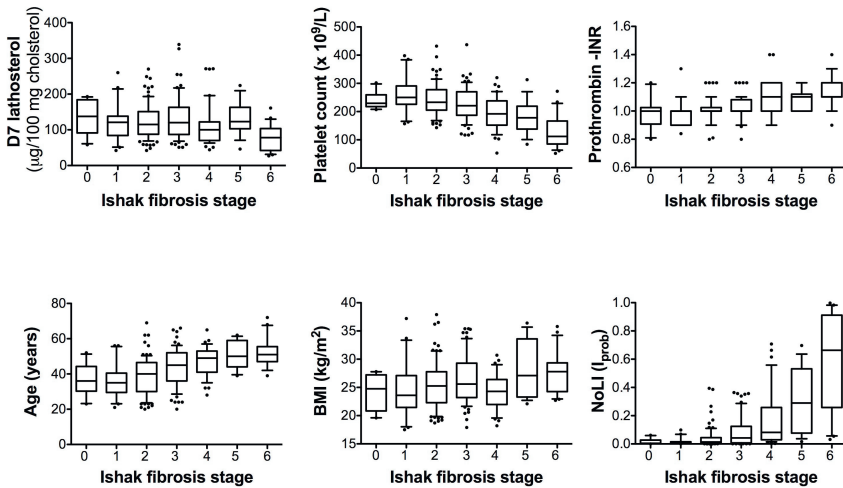 D7 lathosterol
(μg/100 mg cholsterol)
400
300
200
100
0
0 1 2 3 4 5 6
Ishak fibrosis stage
Platelet count (x 10⁹/L)
500
400
300
200
100
0
0 1 2 3 4 5 6
Ishak fibrosis stage
Prothrombin -INR
1.6
1.4
1.2
1.0
0.8
0.6
0 1 2 3 4 5 6
Ishak fibrosis stage
Age (years)
80
60
40
20
0
0 1 2 3 4 5 6
Ishak fibrosis stage
BMI (kg/m²)
40
35
30
25
20
15
0 1 2 3 4 5 6
Ishak fibrosis stage
NoLI (Iprob)
1.0
0.8
0.6
0.4
0.2
0.0
0 1 2 3 4 5 6
Ishak fibrosis stage